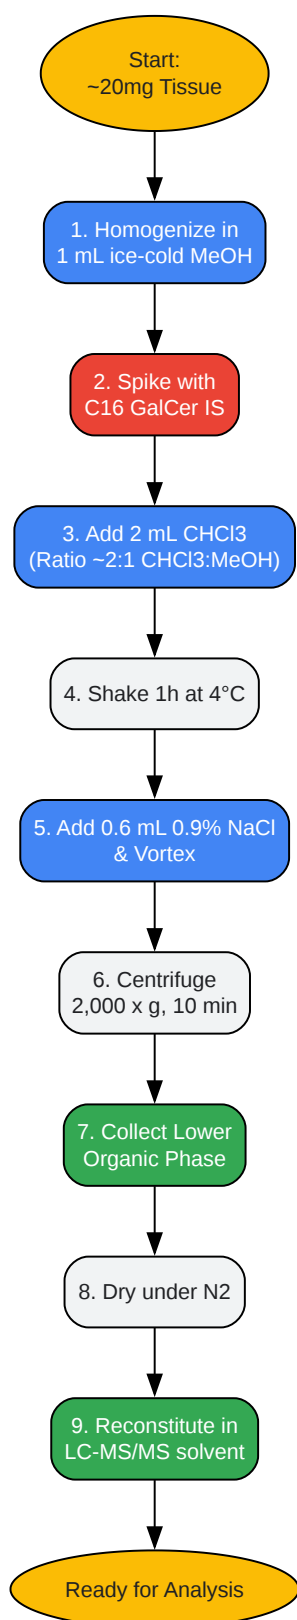 Start:
~20mg Tissue
1. Homogenize in
1 mL ice-cold MeOH
2. Spike with
C16 GalCer IS
3. Add 2 mL CHCl3
(Ratio ~2:1 CHCl3:MeOH)
4. Shake 1h at 4°C
5. Add 0.6 mL 0.9% NaCl
& Vortex
6. Centrifuge
2,000 x g, 10 min
7. Collect Lower
Organic Phase
8. Dry under N2
9. Reconstitute in
LC-MS/MS solvent
Ready for Analysis